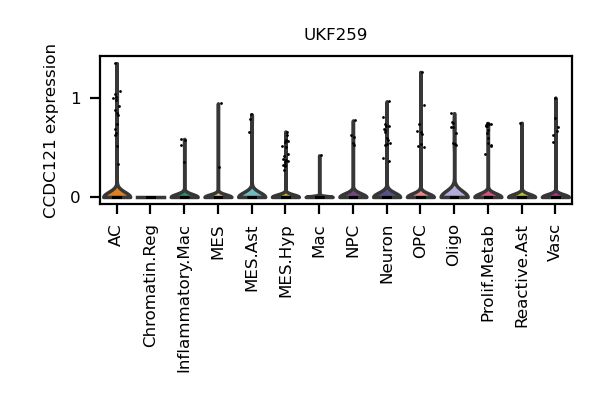 UKF259
CCDC121 expression
1
0
AC
Chromatin.Reg
Inflammatory.Mac
MES
MES.Ast
MES.Hyp
Mac
NPC
Neuron
OPC
Oligo
Prolif.Metab
Reactive.Ast
Vasc